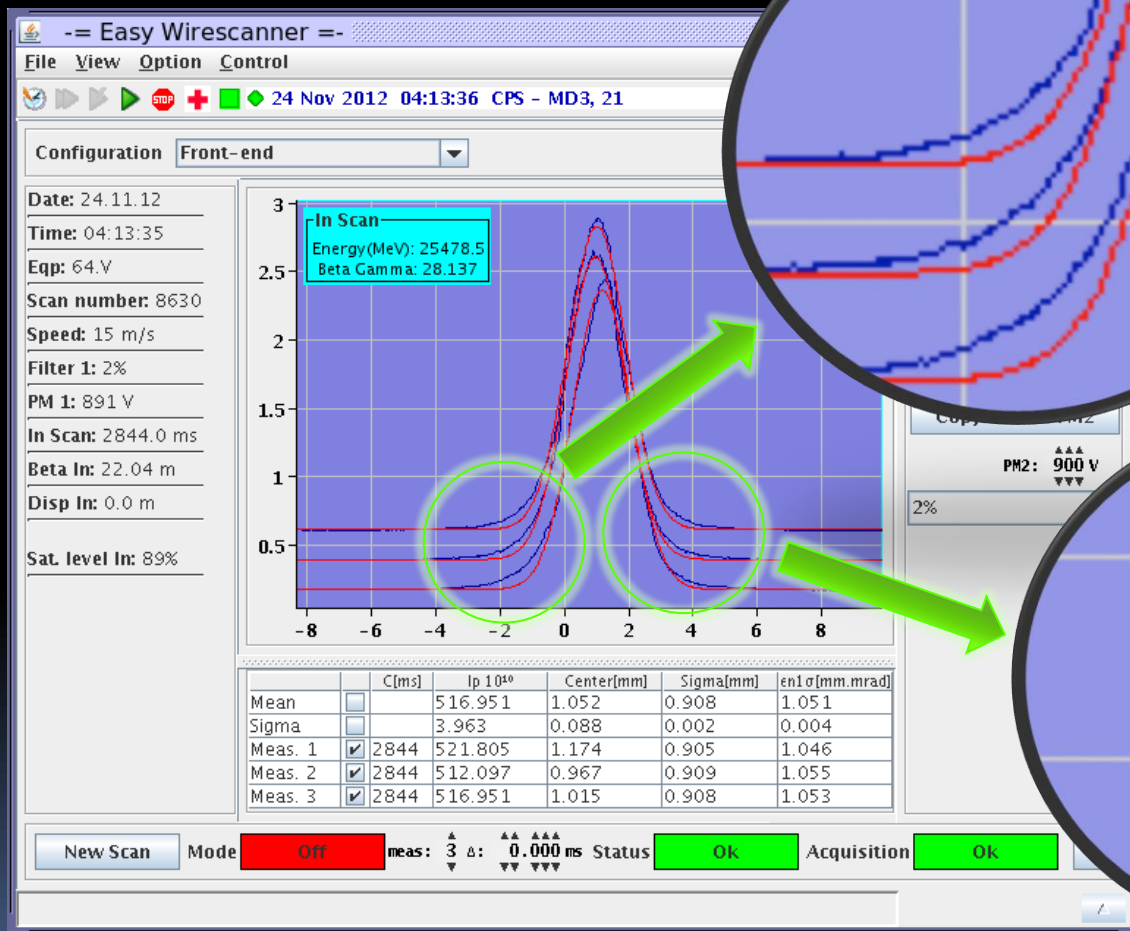 -= Easy Wirescanner =-
File View Option Control
STOP 24 Nov 2012 04:13:36 CPS - MD3, 21
Configuration Front-end
Date: 24.11.12
Time: 04:13:35
Eqp: 64.V
Scan number: 8630
Speed: 15 m/s
Filter 1: 2%
PM 1: 891 V
In Scan: 2844.0 ms
Beta In: 22.04 m
Disp In: 0.0 m
Sat. level In: 89%
3
2.5
2
1.5
1
0.5
In Scan
Energy(MeV): 25478.5
Beta Gamma: 28.137
-8 -6 -4 -2 0 2 4 6 8
PM2: 900 V
2%
C[ms] Ip 10¹⁰ Center[mm] Sigma[mm] εn1σ[mm.mrad]
Mean 516.951 1.052 0.908 1.051
Sigma 3.963 0.088 0.002 0.004
Meas. 1 2844 521.805 1.174 0.905 1.046
Meas. 2 2844 512.097 0.967 0.909 1.055
Meas. 3 2844 516.951 1.015 0.908 1.053
New Scan Mode Off meas: 3 Δ: 0.000 ms Status Ok Acquisition Ok